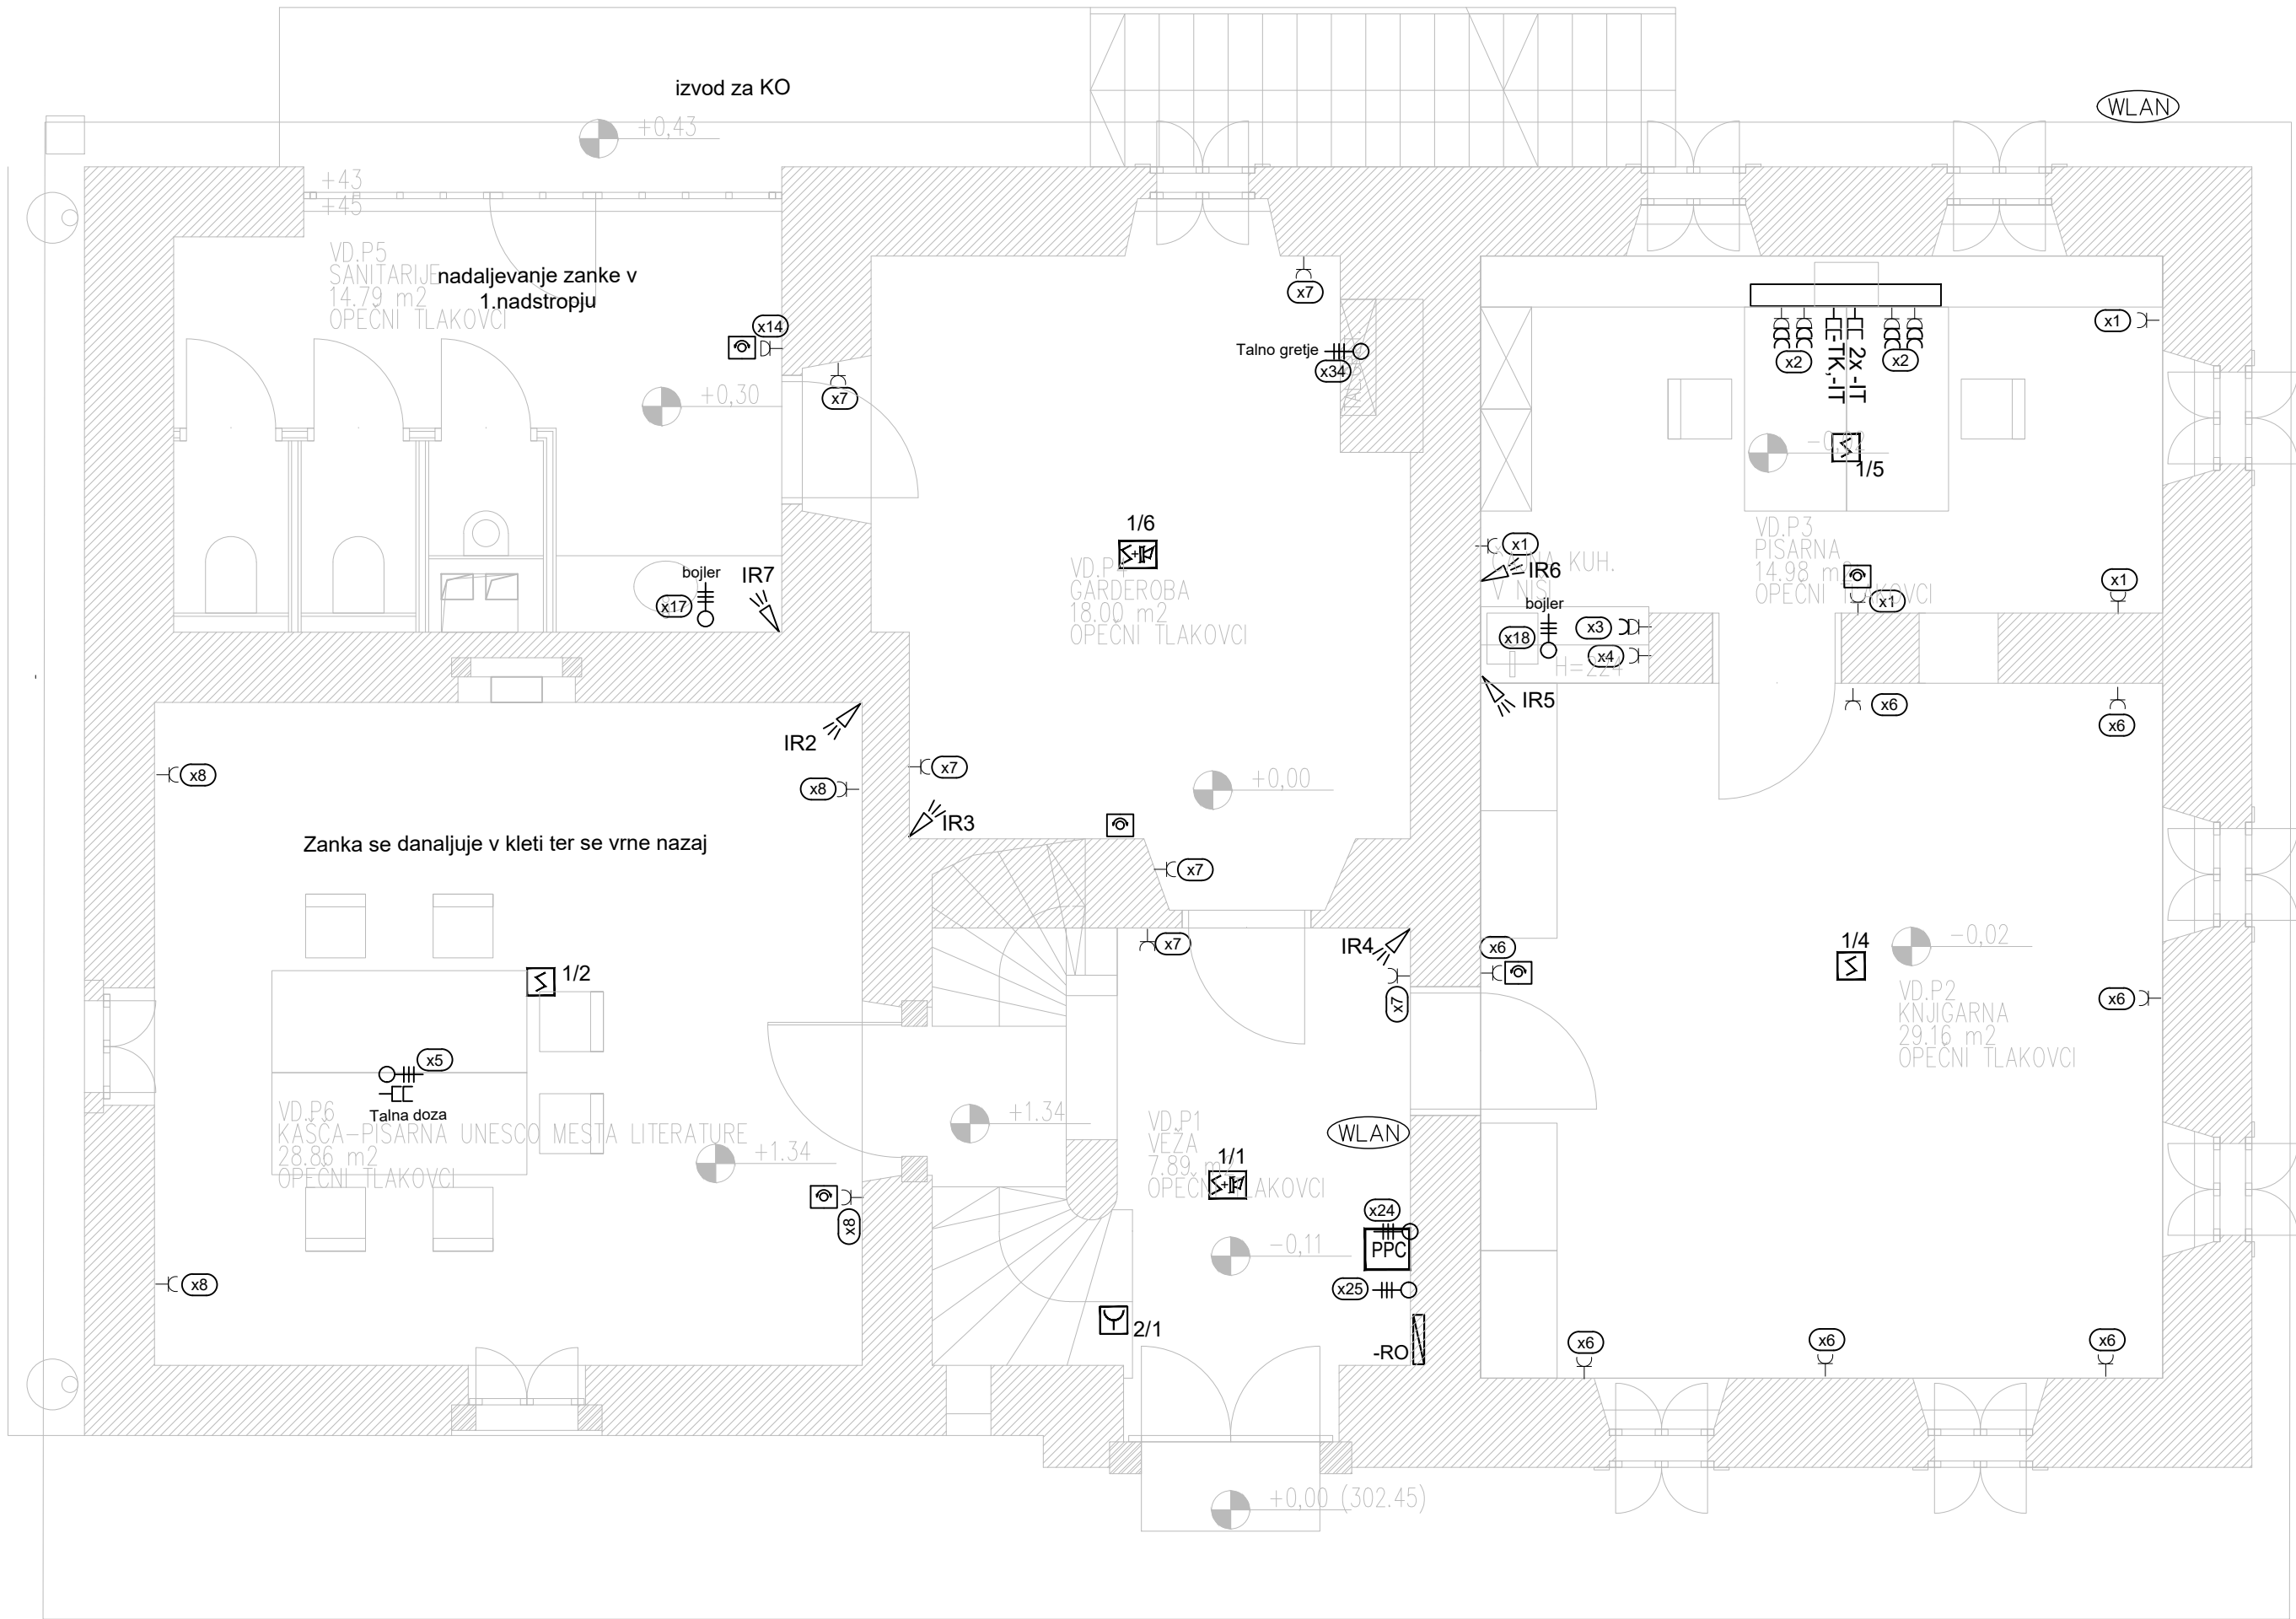 izvod za KO
WLAN
+0,43
+43
+45
VD.P5
SANITARIJE
14.79 m2
OPEČNI TLAKOVCI
nadaljevanje zanke v
1.nadstropju
x14
x7
x7
Talno gretje
x34
x2
-TK,-IT
2x -IT
x2
x1
+0,30
1/5
VD.P3
PISARNA
14.98 m2
OPEČNI TLAKOVCI
x1
x1
x1
KUH.
V NIŠI
IR6
bojler
x18
x3
x4
H=224
IR5
1/6
VD.P4
GARDEROBA
18.00 m2
OPEČNI TLAKOVCI
bojler
x17
IR7
IR2
x8
x8
x7
IR3
+0,00
x6
x6
Zanka se danaljuje v kleti ter se vrne nazaj
x7
x7
IR4
x7
x6
1/4
-0,02
x6
VD.P2
KNJIGARNA
29.16 m2
OPEČNI TLAKOVCI
1/2
x5
Talna doza
VD.P6
KAŠČA-PISARNA UNESCO MESTA LITERATURE
28.86 m2
OPEČNI TLAKOVCI
+1.34
+1.34
x8
x8
VD.P1
VEŽA
7.89 m2
OPEČNI TLAKOVCI
1/1
WLAN
-0,11
x24
PPC
x25
-RO
2/1
x6
x6
x6
+0,00 (302.45)